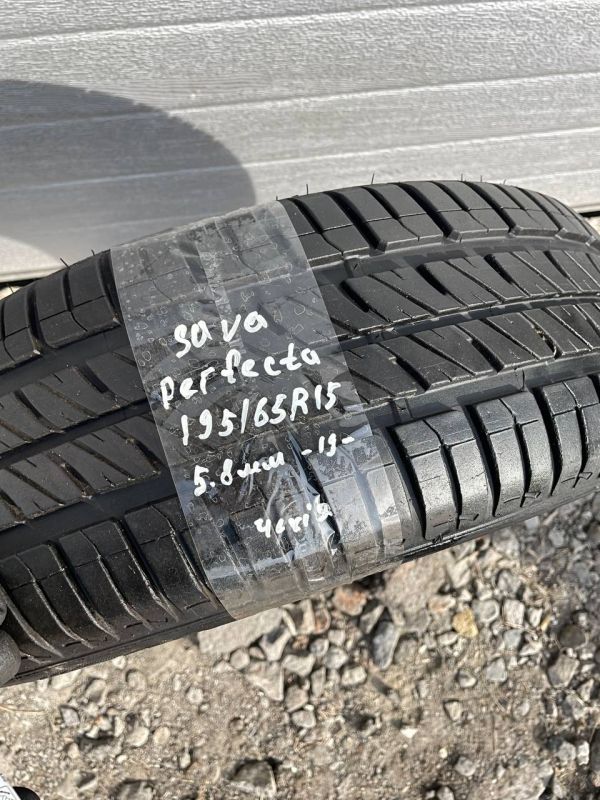 Sava
perfecta
195/65R15
5.8мм -19-